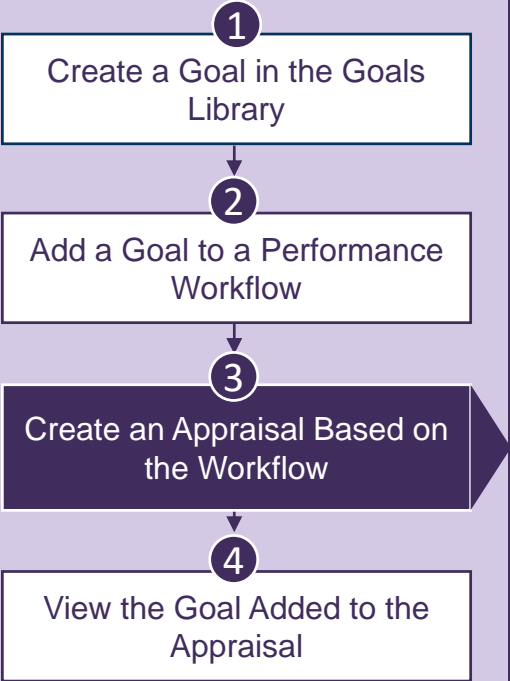 1
Create a Goal in the Goals
Library
2
Add a Goal to a Performance
Workflow
3
Create an Appraisal Based on
the Workflow
4
View the Goal Added to the
Appraisal